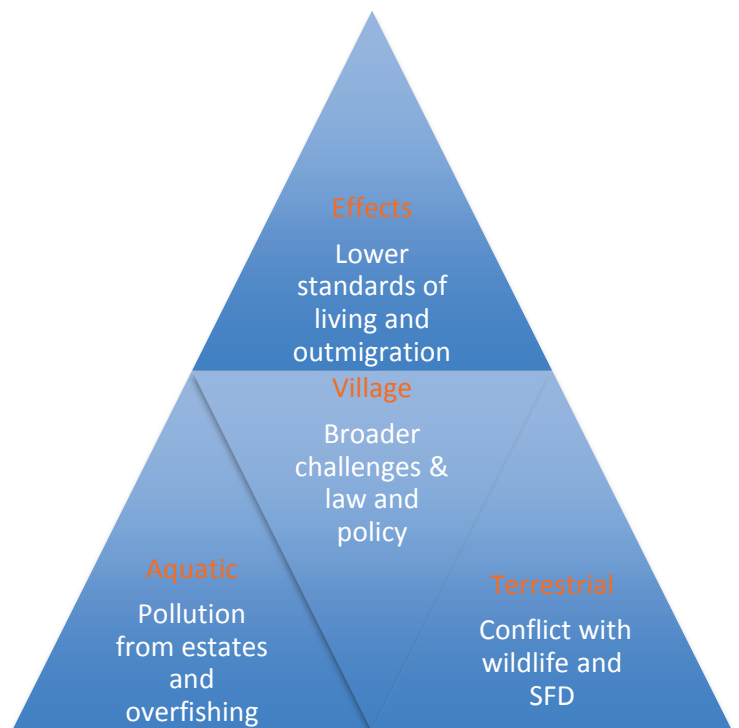 Effects
Lower
standards of
living and
outmigration
Village
Broader
challenges &
law and
policy
Aquatic
Pollution
from estates
and
overfishing
Terrestrial
Conflict with
wildlife and
SFD